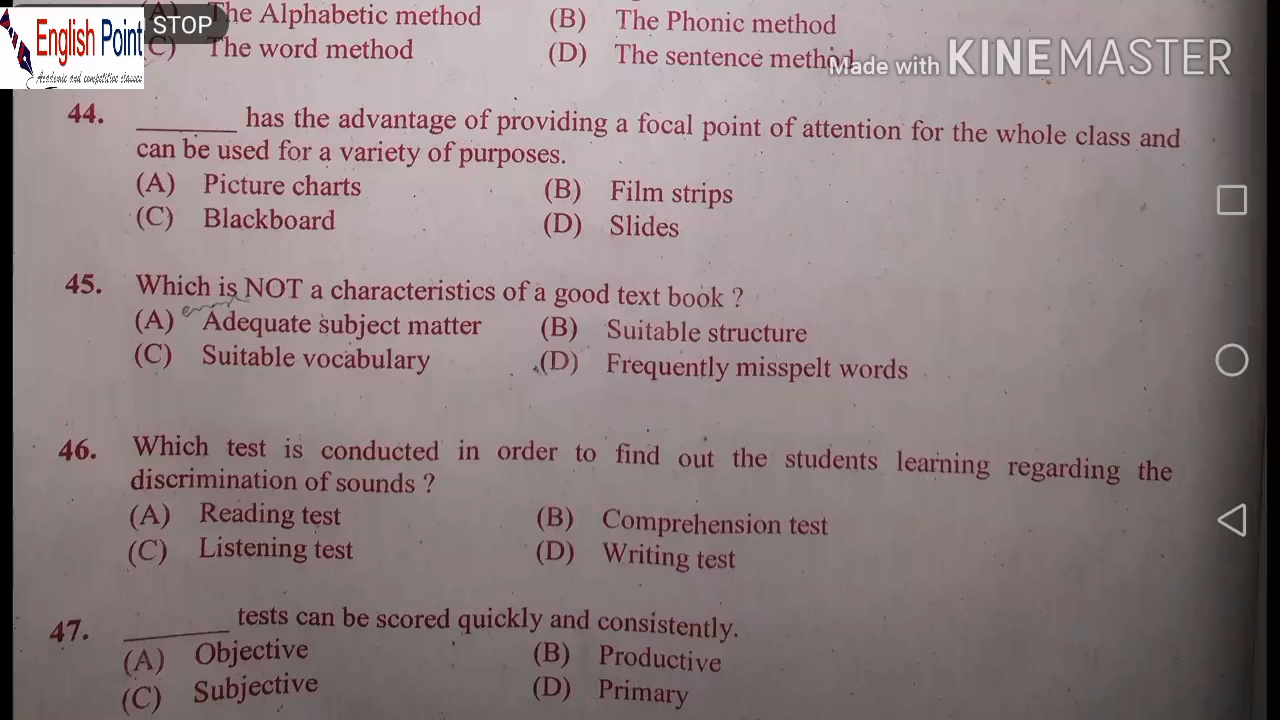 English Point
Academic and competitive classes
STOP
Made with KINEMASTER
(A) The Alphabetic method (B) The Phonic method
(C) The word method (D) The sentence method
44. ______ has the advantage of providing a focal point of attention for the whole class and
can be used for a variety of purposes.
(A) Picture charts (B) Film strips
(C) Blackboard (D) Slides
45. Which is NOT a characteristics of a good text book ?
(A) Adequate subject matter (B) Suitable structure
(C) Suitable vocabulary (D) Frequently misspelt words
46. Which test is conducted in order to find out the students learning regarding the
discrimination of sounds ?
(A) Reading test (B) Comprehension test
(C) Listening test (D) Writing test
47. ______ tests can be scored quickly and consistently.
(A) Objective (B) Productive
(C) Subjective (D) Primary